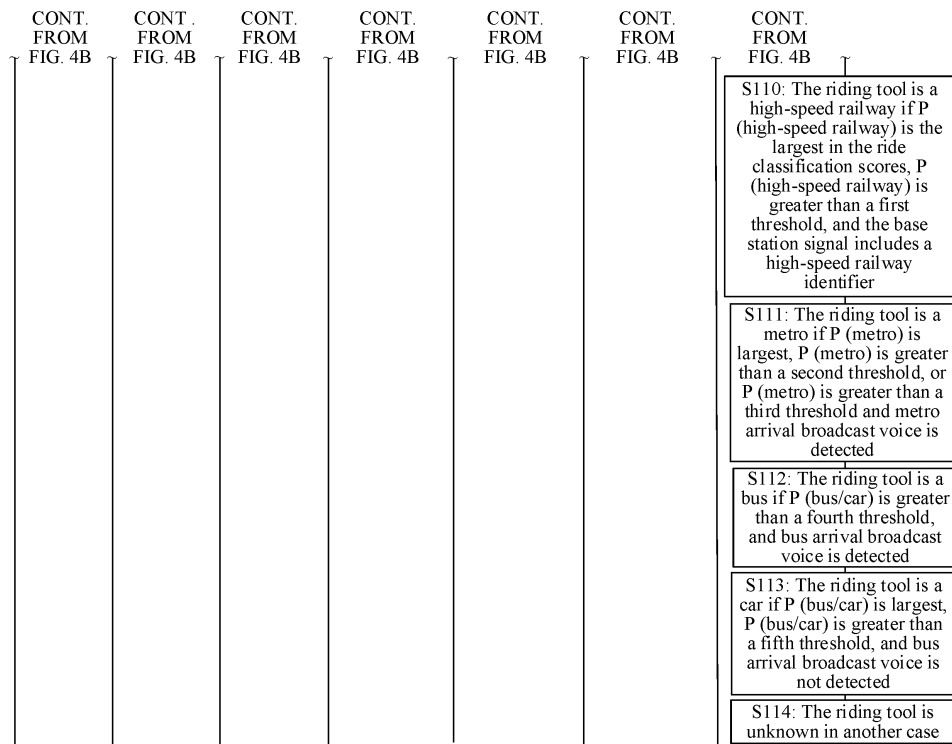 CONT. FROM FIG. 4B
CONT. FROM FIG. 4B
CONT. FROM FIG. 4B
CONT. FROM FIG. 4B
CONT. FROM FIG. 4B
CONT. FROM FIG. 4B
CONT. FROM FIG. 4B
S110: The riding tool is a
high-speed railway if P
(high-speed railway) is the
largest in the ride
classification scores, P
(high-speed railway) is
greater than a first
threshold, and the base
station signal includes a
high-speed railway
identifier
S111: The riding tool is a
metro if P (metro) is
largest, P (metro) is greater
than a second threshold, or
P (metro) is greater than a
third threshold and metro
arrival broadcast voice is
detected
S112: The riding tool is a
bus if P (bus/car) is greater
than a fourth threshold,
and bus arrival broadcast
voice is detected
S113: The riding tool is a
car if P (bus/car) is largest,
P (bus/car) is greater than
a fifth threshold, and bus
arrival broadcast voice is
not detected
S114: The riding tool is
unknown in another case